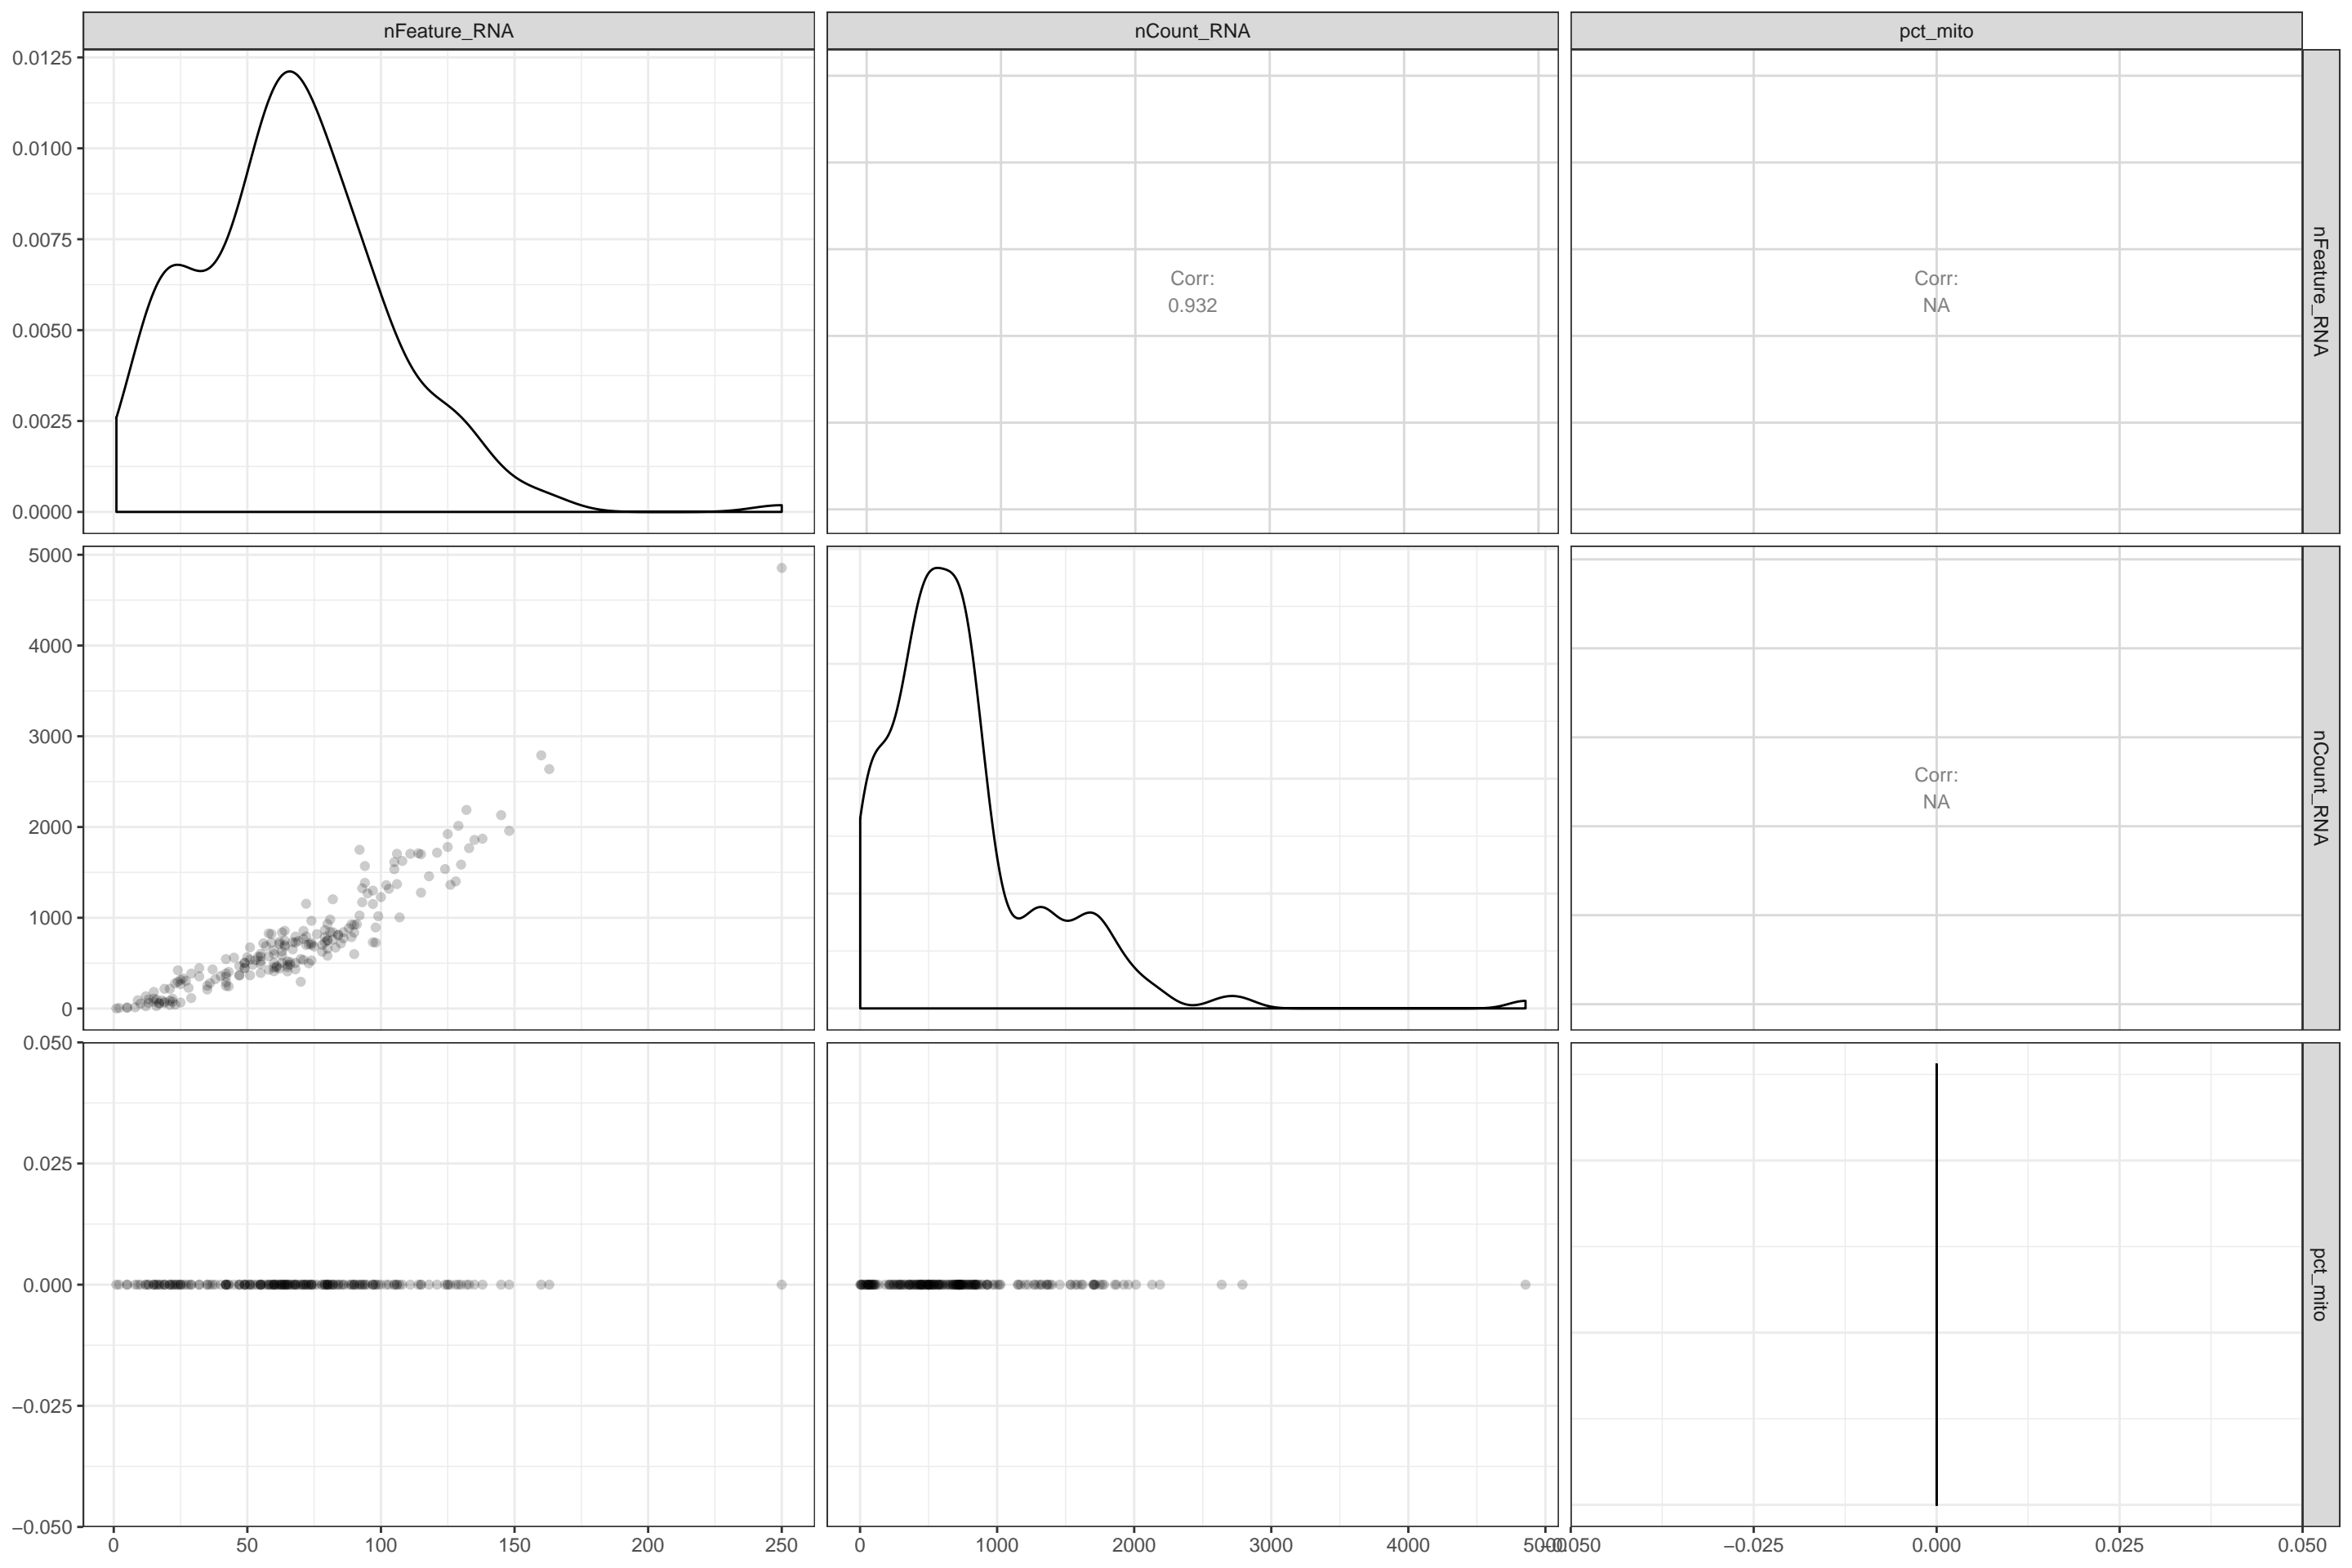 nFeature_RNA
nCount_RNA
pct_mito
0.0125
0.0100
0.0075
0.0050
0.0025
0.0000
Corr:
0.932
Corr:
NA
nFeature_RNA
5000
4000
3000
2000
1000
0
Corr:
NA
nCount_RNA
0.050
0.025
0.000
−0.025
−0.050
pct_mito
0 50 100 150 200 250
0 1000 2000 3000 4000 5000
−0.050 −0.025 0.000 0.025 0.050